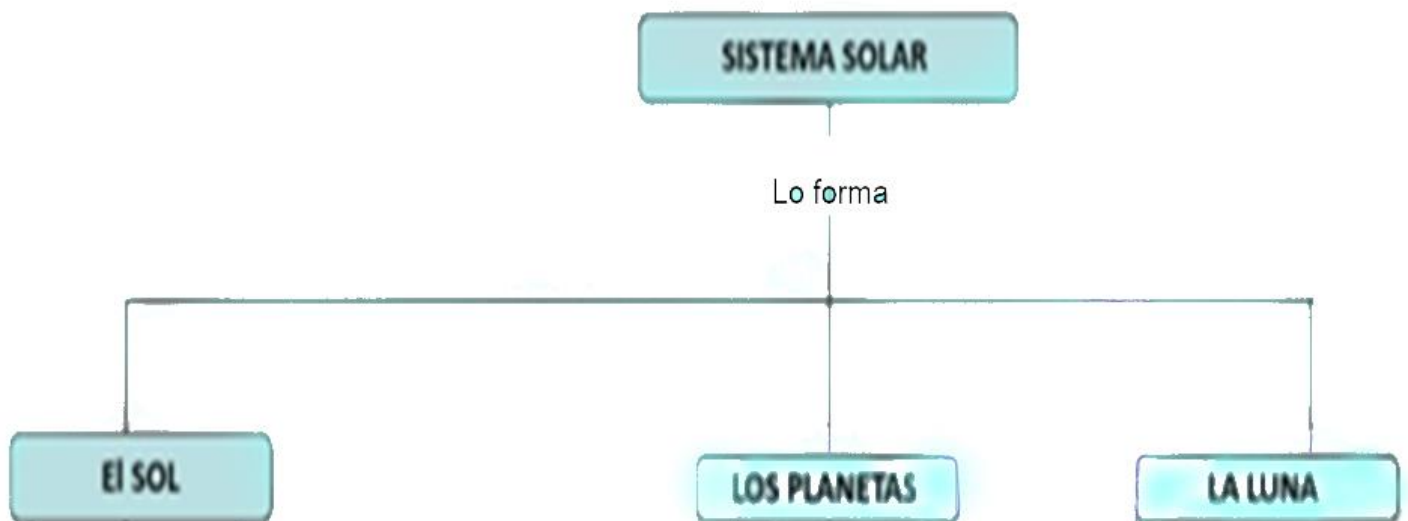 SISTEMA SOLAR
Lo forma
El SOL
LOS PLANETAS
LA LUNA